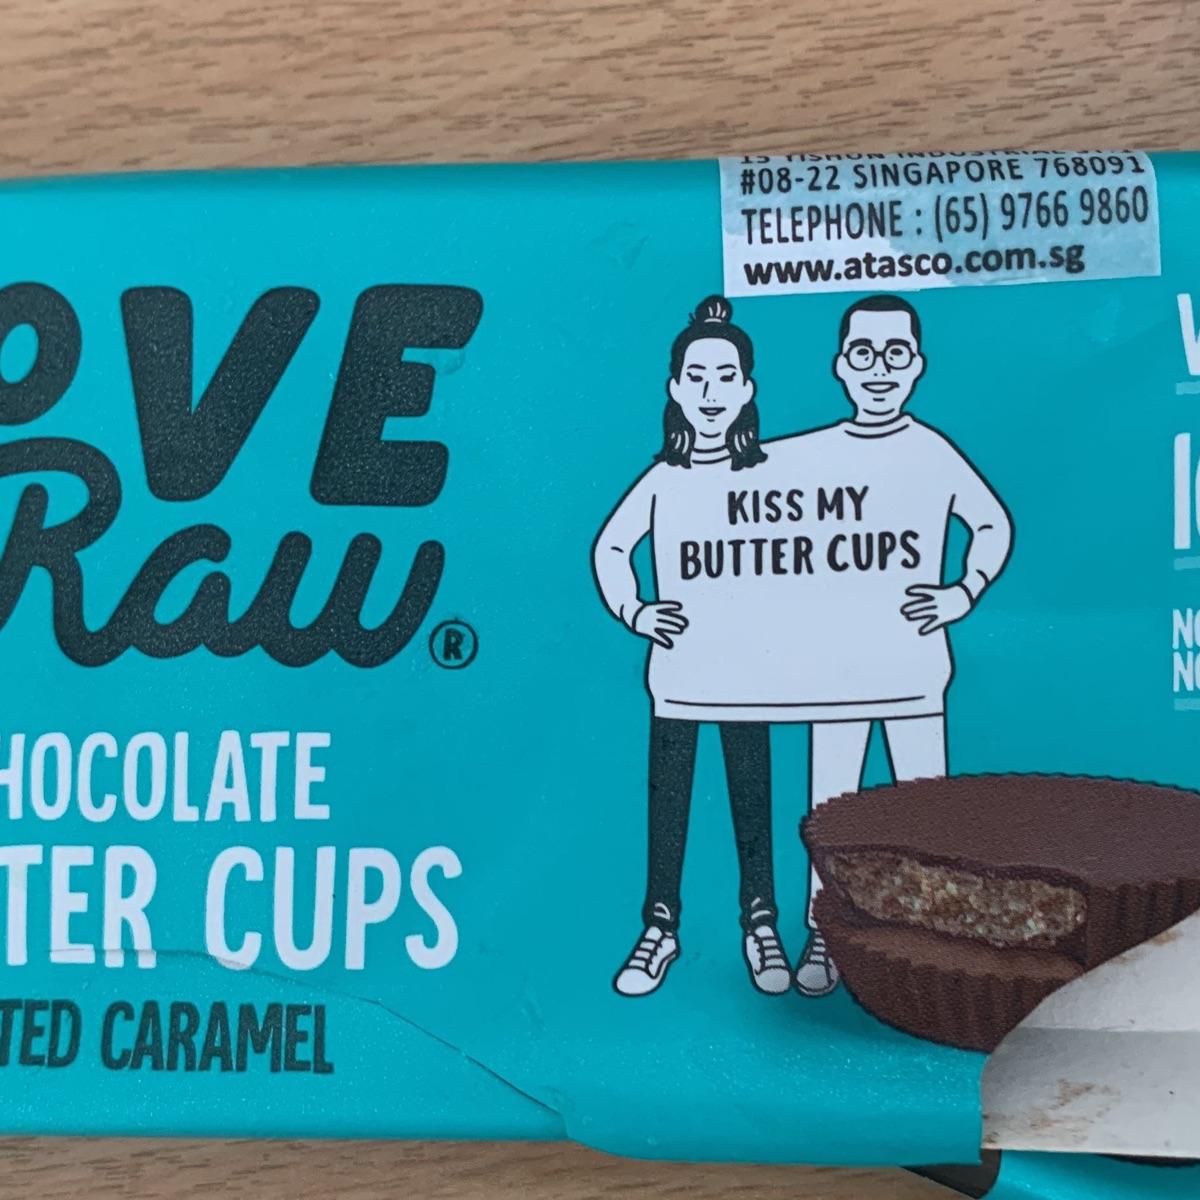 #08-22 SINGAPORE 768091
TELEPHONE : (65) 9766 9860
www.atasco.com.sg
OVE
Raw®
KISS MY
BUTTER CUPS
HOCOLATE
TER CUPS
TED CARAMEL